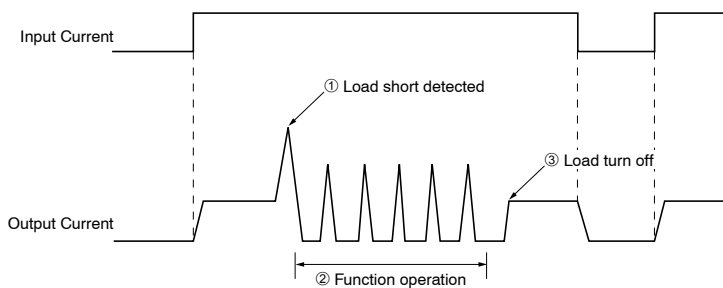 Input Current
① Load short detected
③ Load turn off
Output Current
② Function operation